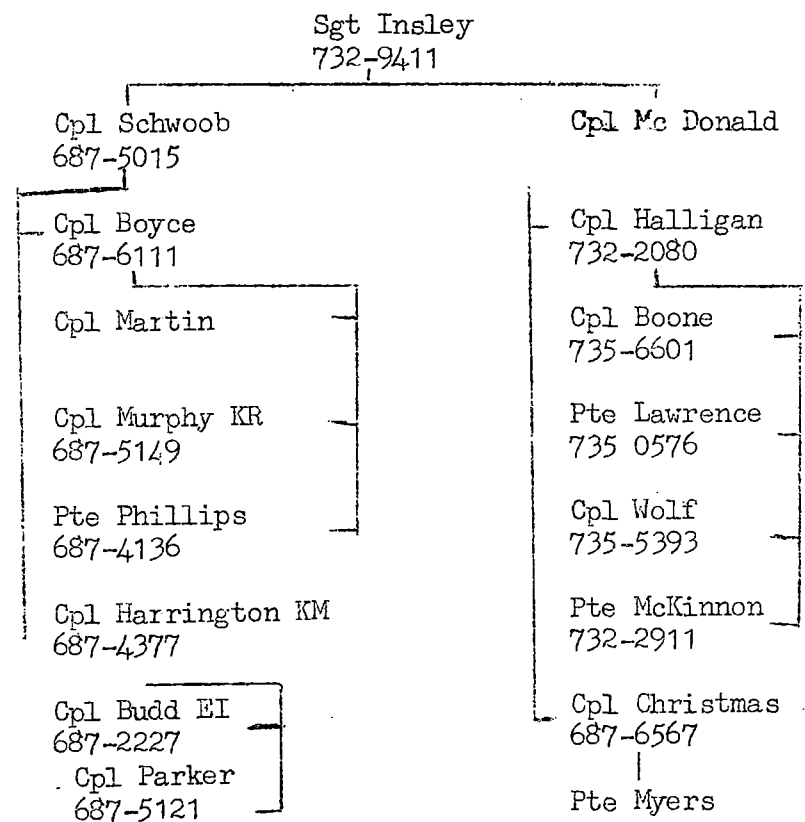 Sgt Insley
732-9411
Cpl Schwoob
687-5015
Cpl Boyce
687-6111
Cpl Martin
Cpl Murphy KR
687-5149
Pte Phillips
687-4136
Cpl Harrington KM
687-4377
Cpl Budd EI
687-2227
Cpl Parker
687-5121
Cpl Mc Donald
Cpl Halligan
732-2080
Cpl Boone
735-6601
Pte Lawrence
735 0576
Cpl Wolf
735-5393
Pte McKinnon
732-2911
Cpl Christmas
687-6567
Pte Myers